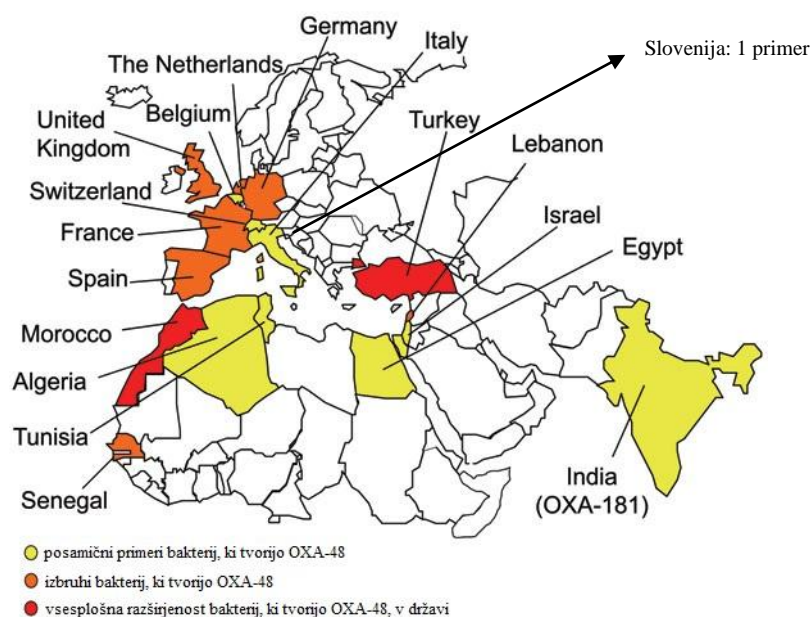 Germany
Italy
Slovenija: 1 primer
The Netherlands
Belgium
Turkey
United
Kingdom
Lebanon
Switzerland
Israel
France
Egypt
Spain
Morocco
Algeria
Tunisia
Senegal
India
(OXA-181)
posamični primeri bakterij, ki tvorijo OXA-48
izbruhi bakterij, ki tvorijo OXA-48
vsesplošna razširjenost bakterij, ki tvorijo OXA-48, v državi